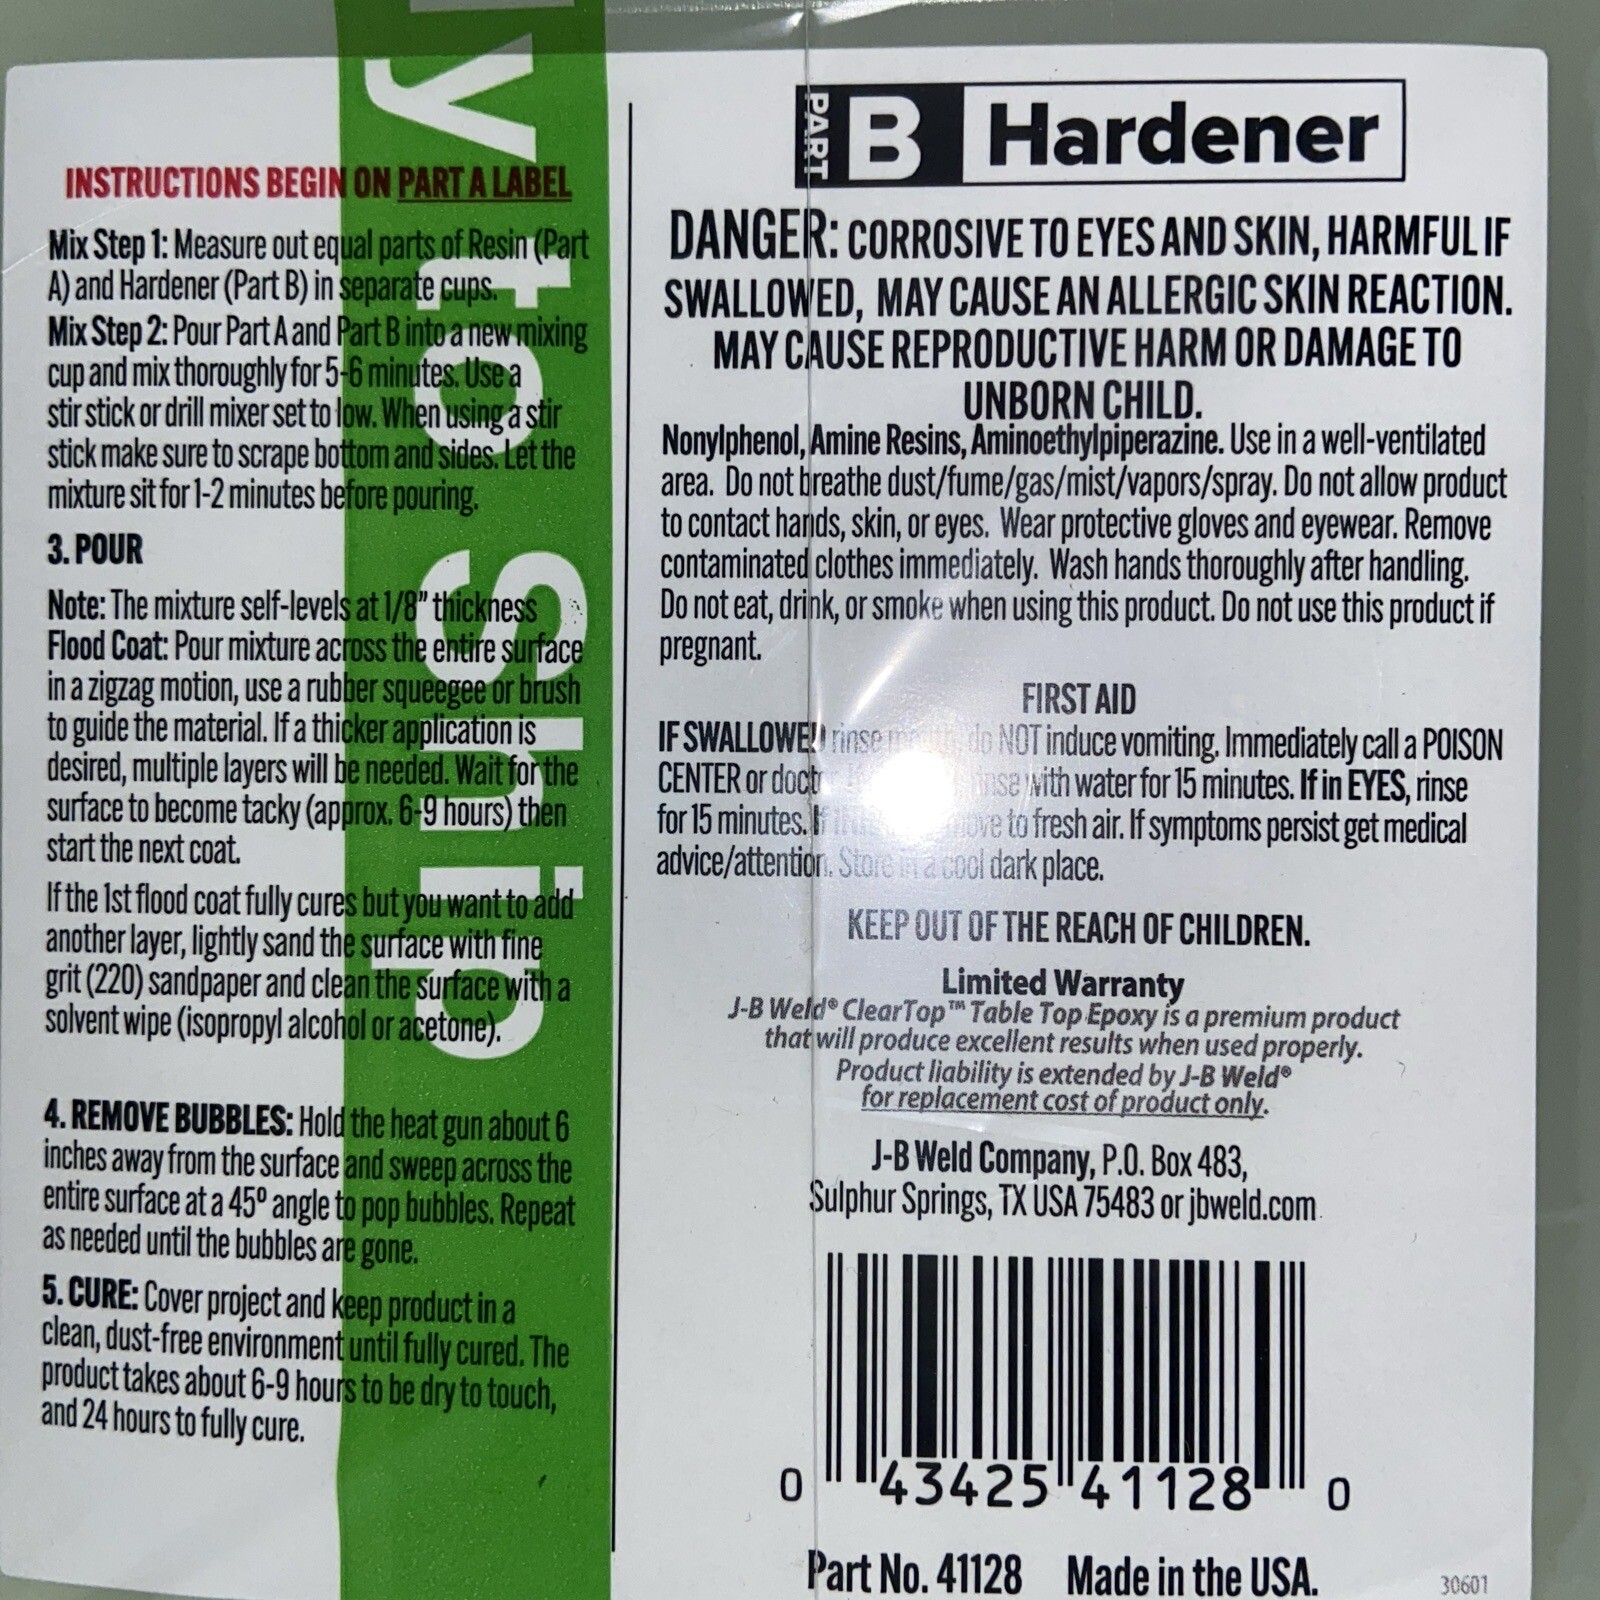 y to Ship
INSTRUCTIONS BEGIN ON PART A LABEL
Mix Step 1: Measure out equal parts of Resin (Part
A) and Hardener (Part B) in separate cups.
Mix Step 2: Pour Part A and Part B into a new mixing
cup and mix thoroughly for 5-6 minutes. Use a
stir stick or drill mixer set to low. When using a stir
stick make sure to scrape bottom and sides. Let the
mixture sit for 1-2 minutes before pouring.
3. POUR
Note: The mixture self-levels at 1/8" thickness
Flood Coat: Pour mixture across the entire surface
in a zigzag motion, use a rubber squeegee or brush
to guide the material. If a thicker application is
desired, multiple layers will be needed. Wait for the
surface to become tacky (approx. 6-9 hours) then
start the next coat.
If the 1st flood coat fully cures but you want to add
another layer, lightly sand the surface with fine
grit (220) sandpaper and clean the surface with a
solvent wipe (isopropyl alcohol or acetone).
4. REMOVE BUBBLES: Hold the heat gun about 6
inches away from the surface and sweep across the
entire surface at a 45º angle to pop bubbles. Repeat
as needed until the bubbles are gone.
5. CURE: Cover project and keep product in a
clean, dust-free environment until fully cured. The
product takes about 6-9 hours to be dry to touch,
and 24 hours to fully cure.
PART B Hardener
DANGER: CORROSIVE TO EYES AND SKIN, HARMFUL IF
SWALLOWED, MAY CAUSE AN ALLERGIC SKIN REACTION.
MAY CAUSE REPRODUCTIVE HARM OR DAMAGE TO
UNBORN CHILD.
Nonylphenol, Amine Resins, Aminoethylpiperazine. Use in a well-ventilated
area. Do not breathe dust/fume/gas/mist/vapors/spray. Do not allow product
to contact hands, skin, or eyes. Wear protective gloves and eyewear. Remove
contaminated clothes immediately. Wash hands thoroughly after handling.
Do not eat, drink, or smoke when using this product. Do not use this product if
pregnant.
FIRST AID
IF SWALLOWED rinse mouth, do NOT induce vomiting. Immediately call a POISON
CENTER or doctor. rinse with water for 15 minutes. If in EYES, rinse
for 15 minutes. If move to fresh air. If symptoms persist get medical
advice/attention. Store in a cool dark place.
KEEP OUT OF THE REACH OF CHILDREN.
Limited Warranty
J-B Weld® ClearTop™ Table Top Epoxy is a premium product
that will produce excellent results when used properly.
Product liability is extended by J-B Weld®
for replacement cost of product only.
J-B Weld Company, P.O. Box 483,
Sulphur Springs, TX USA 75483 or jbweld.com
0 43425 41128 0
Part No. 41128 Made in the USA.
30601